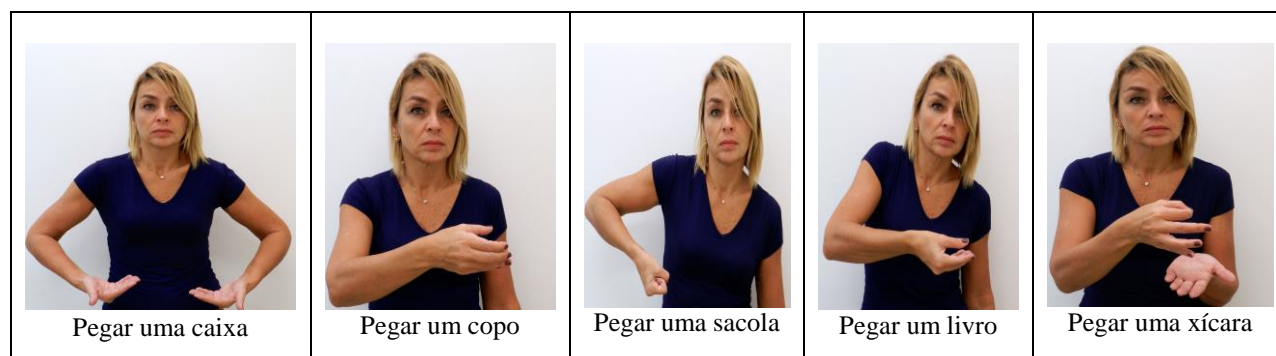 Pegar uma caixa
Pegar um copo
Pegar uma sacola
Pegar um livro
Pegar uma xícara